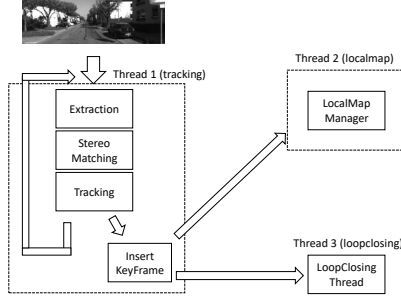 Thread 1 (tracking)
Extraction
Stereo
Matching
Tracking
Insert
KeyFrame
Thread 2 (localmap)
LocalMap
Manager
Thread 3 (loopclosing)
LoopClosing
Thread